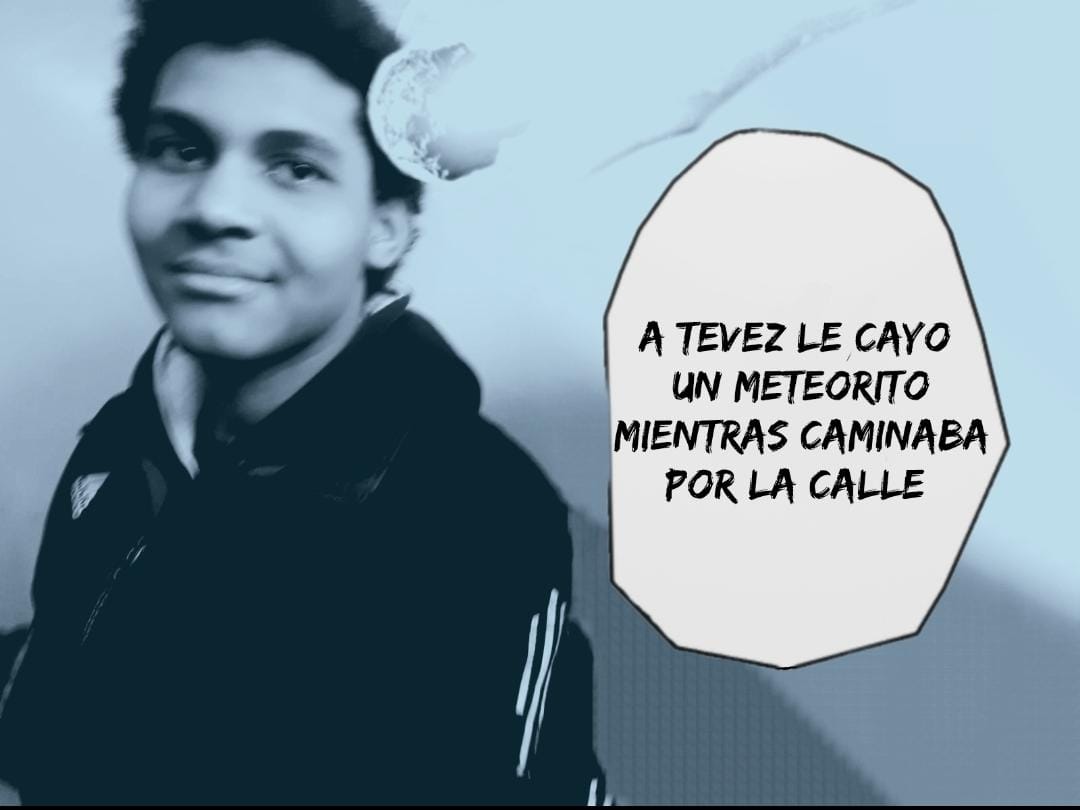 A TEVEZ LE CAYO
UN METEORITO
MIENTRAS CAMINABA
POR LA CALLE